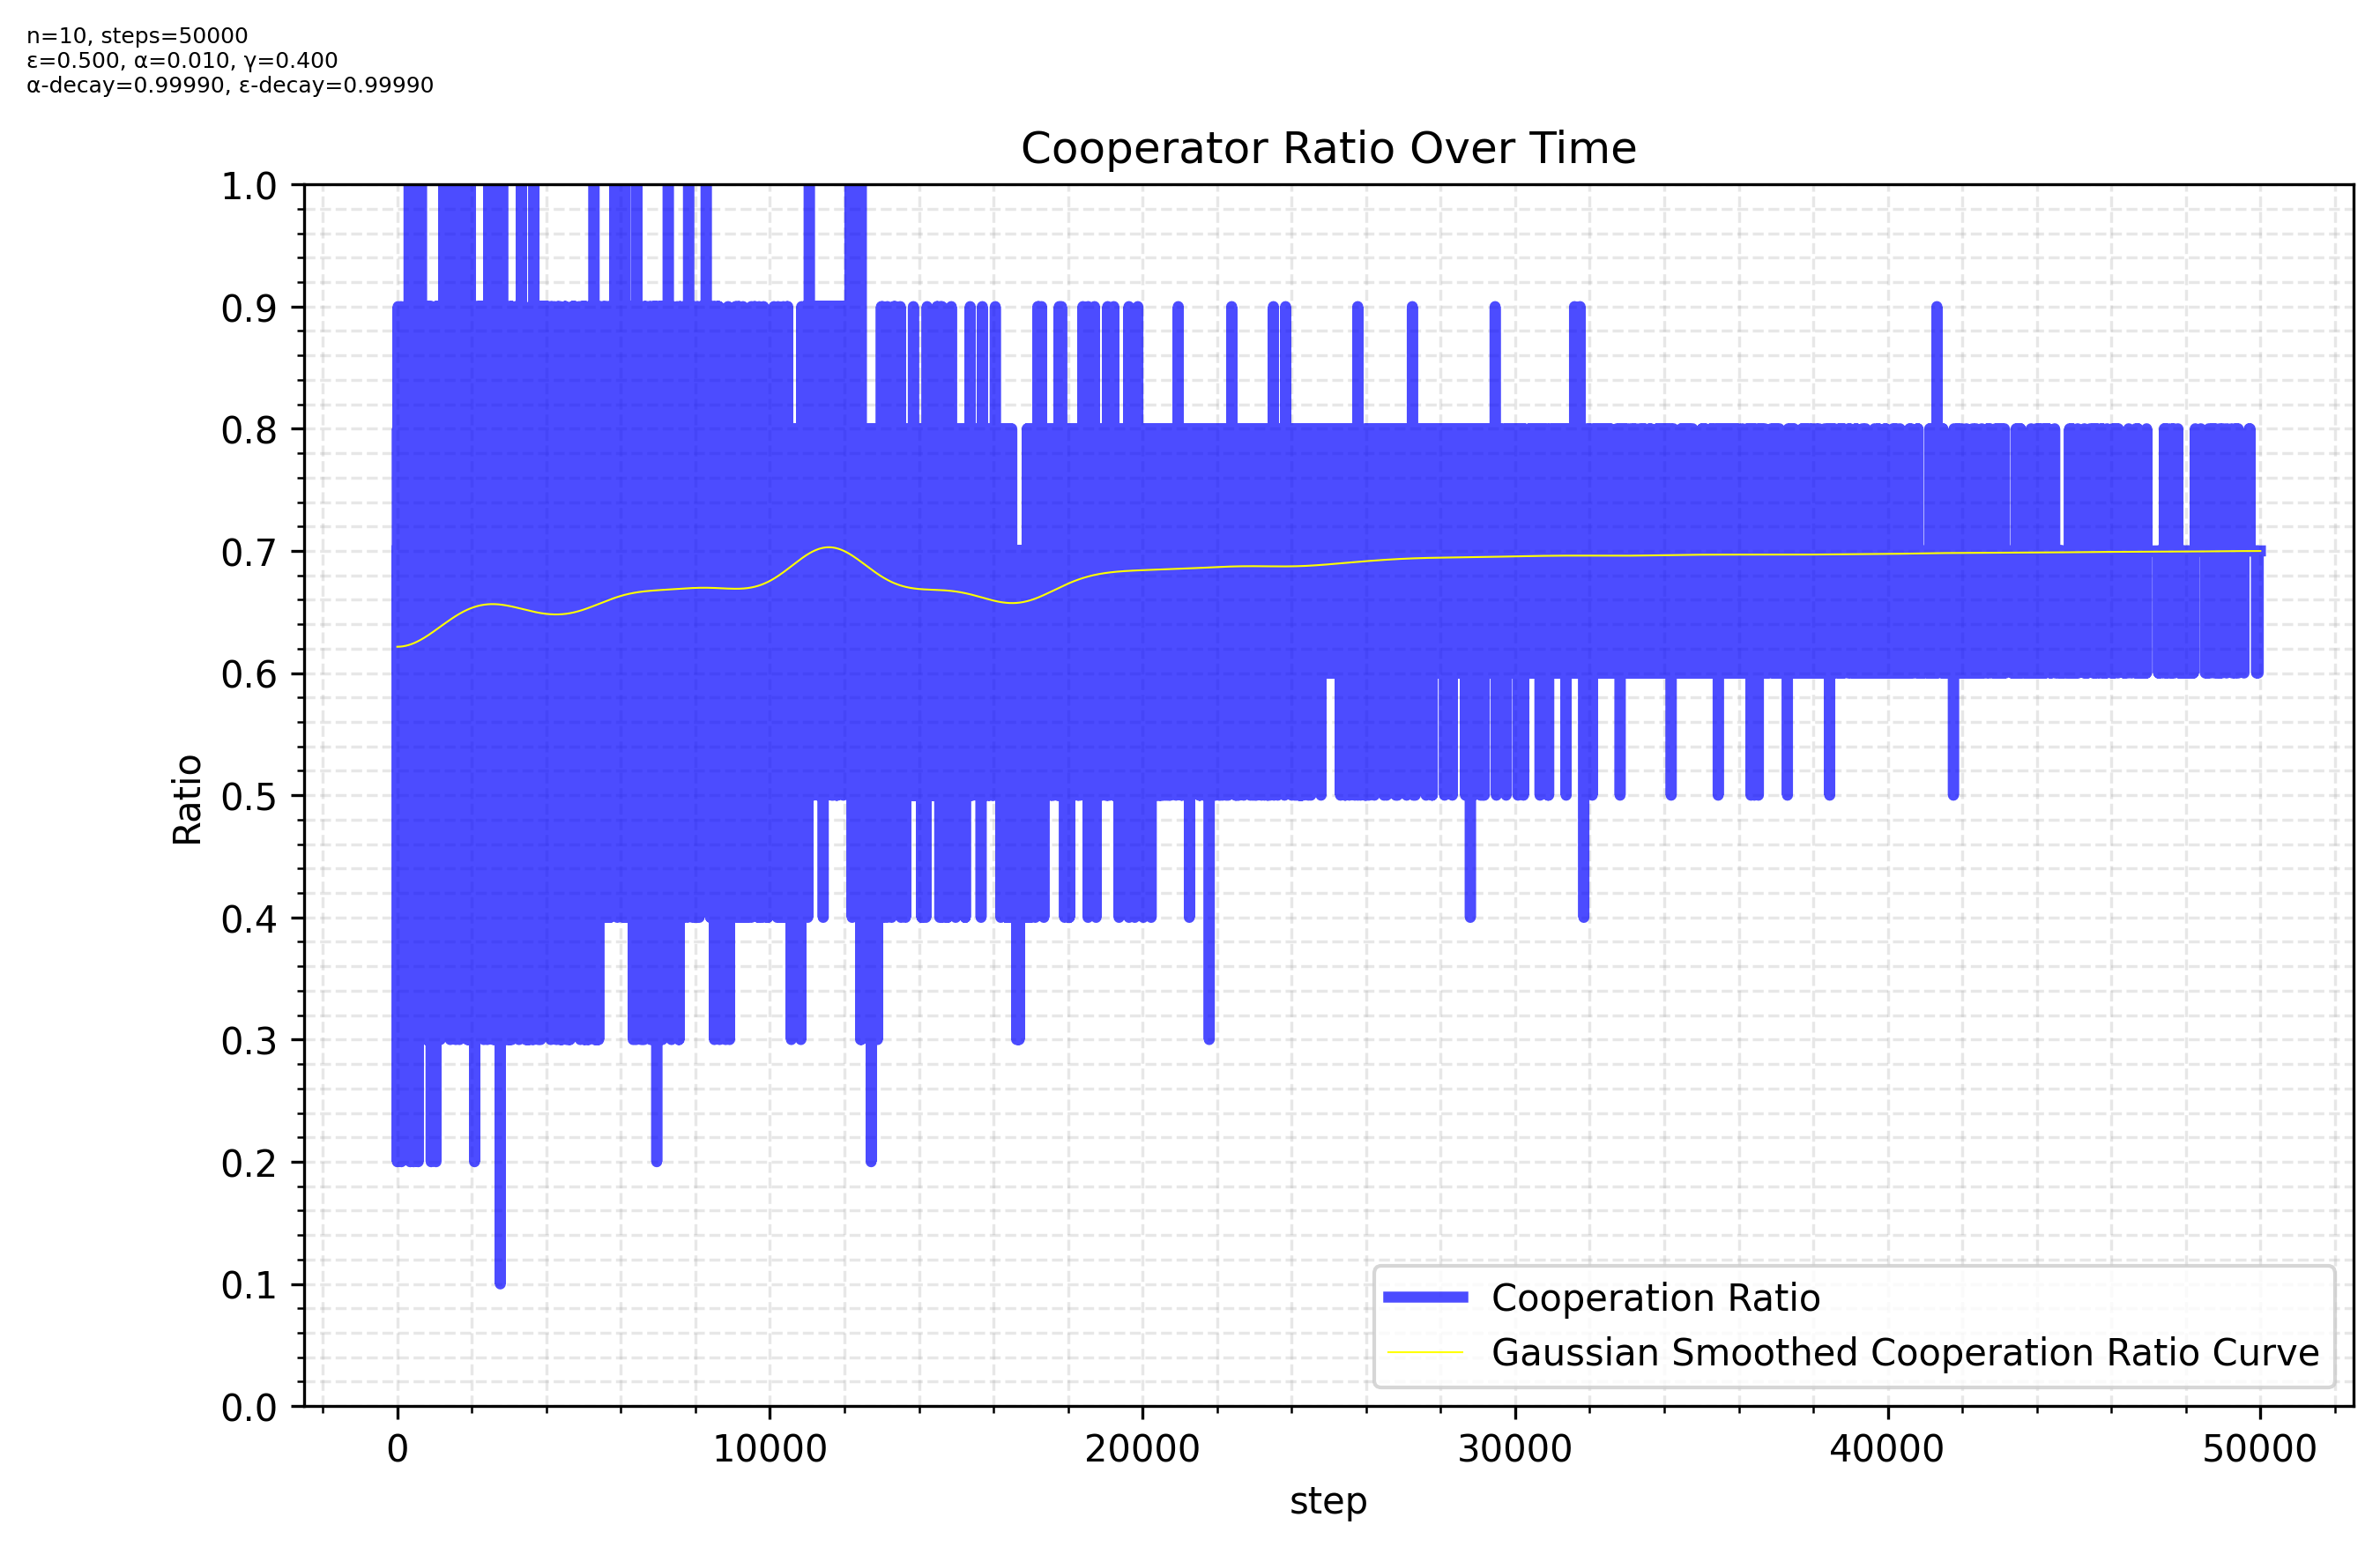 n=10, steps=50000
ε=0.500, α=0.010, γ=0.400
α-decay=0.99990, ε-decay=0.99990
Cooperator Ratio Over Time
1.0
0.9
0.8
0.7
0.6
0.5
0.4
0.3
0.2
0.1
0.0
Ratio
Cooperation Ratio
Gaussian Smoothed Cooperation Ratio Curve
0 10000 20000 30000 40000 50000
step